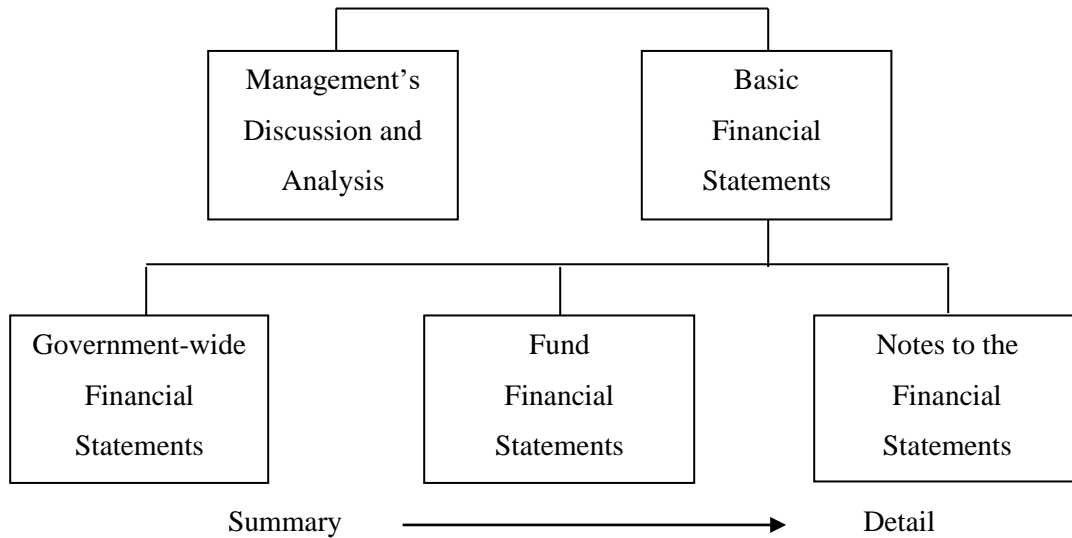 Management’s
Discussion and
Analysis
Basic
Financial
Statements
Government-wide
Financial
Statements
Fund
Financial
Statements
Notes to the
Financial
Statements
Summary
Detail